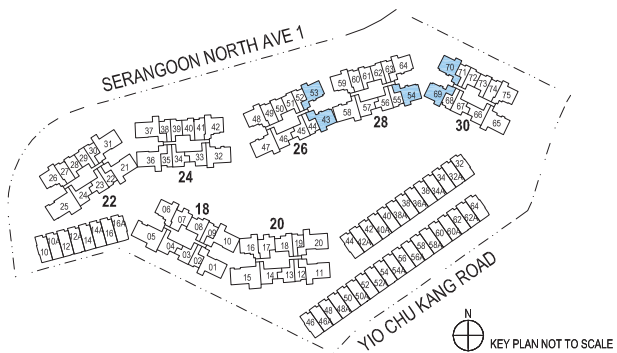 SERANGOON NORTH AVE 1
59 60 61 62 63 64
58 57 56 55 54
28
70 71 72 73 74 75
69 68 67 66 65
30
48 49 50 51 52 53
47 46 45 44 43
26
37 38 39 40 41 42
36 35 34 33 32
24
26 27 28 29 30 31
25 24 23 22 21
22
10 10A 12 12A 14 14A 16 16A
18
06 07 08 09 10
05 04 03 02 01
20
16 17 18 19 20
15 14 13 12 11
44 42A 42 40A 40 38A 38 36A 36 34A 34 32A 32
46 46A 48 48A 50 50A 52 52A 54 54A 56 56A 58 58A 60 60A 62 62A 64
YIO CHU KANG ROAD
N
KEY PLAN NOT TO SCALE